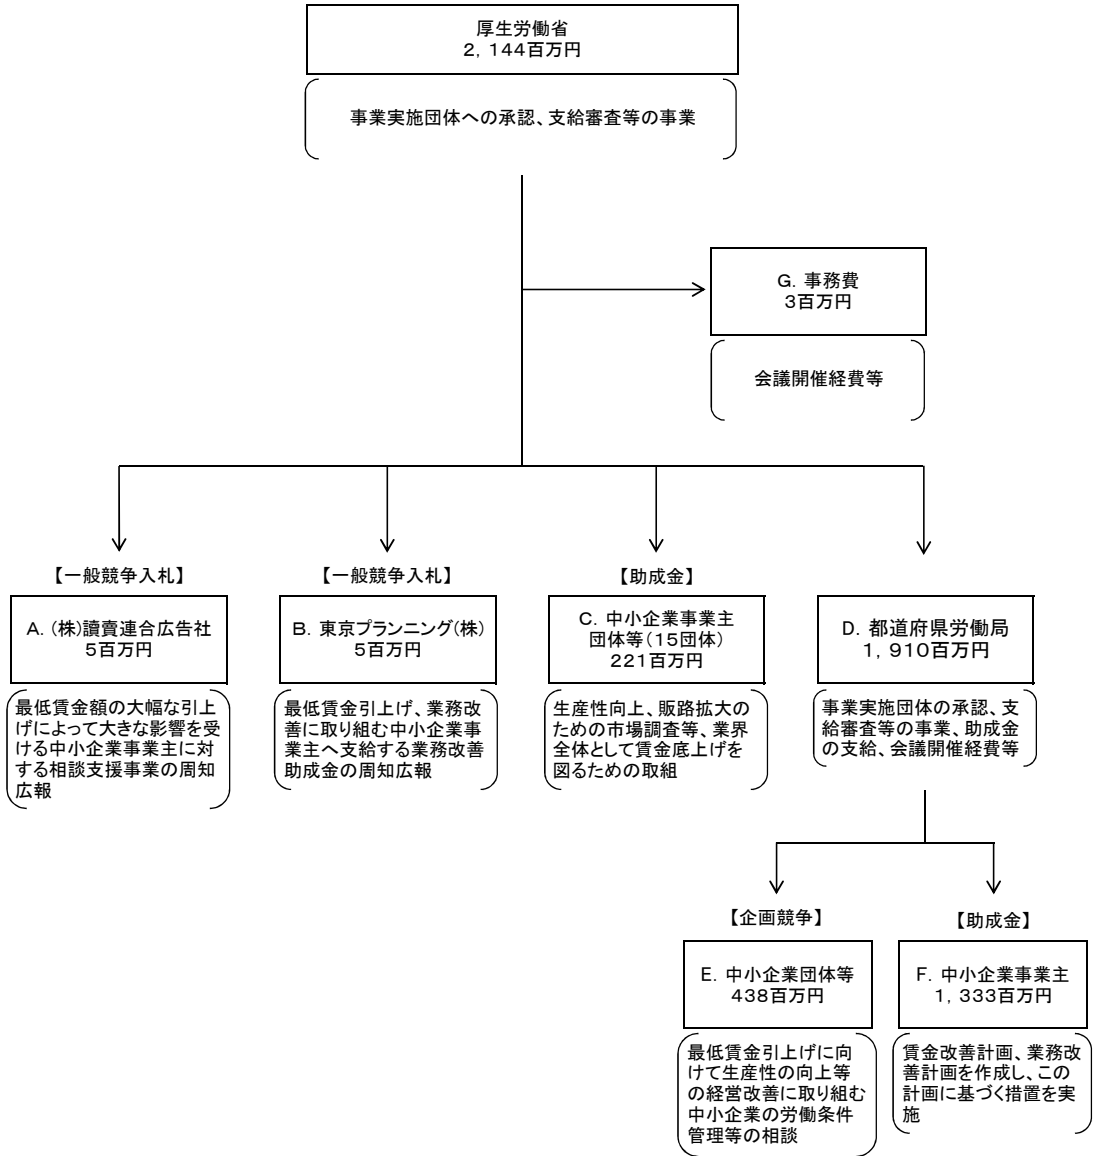 厚生労働省
2,144百万円
事業実施団体への承認、支給審査等の事業
G. 事務費
3百万円
会議開催経費等
【一般競争入札】
A. (株)讀賣連合広告社
5百万円
最低賃金額の大幅な引上
げによって大きな影響を受
ける中小企業事業主に対
する相談支援事業の周知
広報
【一般競争入札】
B. 東京プランニング(株)
5百万円
最低賃金引上げ、業務改
善に取り組む中小企業事
業主へ支給する業務改善
助成金の周知広報
【助成金】
C. 中小企業事業主
団体等(15団体)
221百万円
生産性向上、販路拡大の
ための市場調査等、業界
全体として賃金底上げを
図るための取組
D. 都道府県労働局
1,910百万円
事業実施団体の承認、支
給審査等の事業、助成金
の支給、会議開催経費等
【企画競争】
E. 中小企業団体等
438百万円
最低賃金引上げに向
けて生産性の向上等
の経営改善に取り組む
中小企業の労働条件
管理等の相談
【助成金】
F. 中小企業事業主
1,333百万円
賃金改善計画、業務改
善計画を作成し、この
計画に基づく措置を実
施